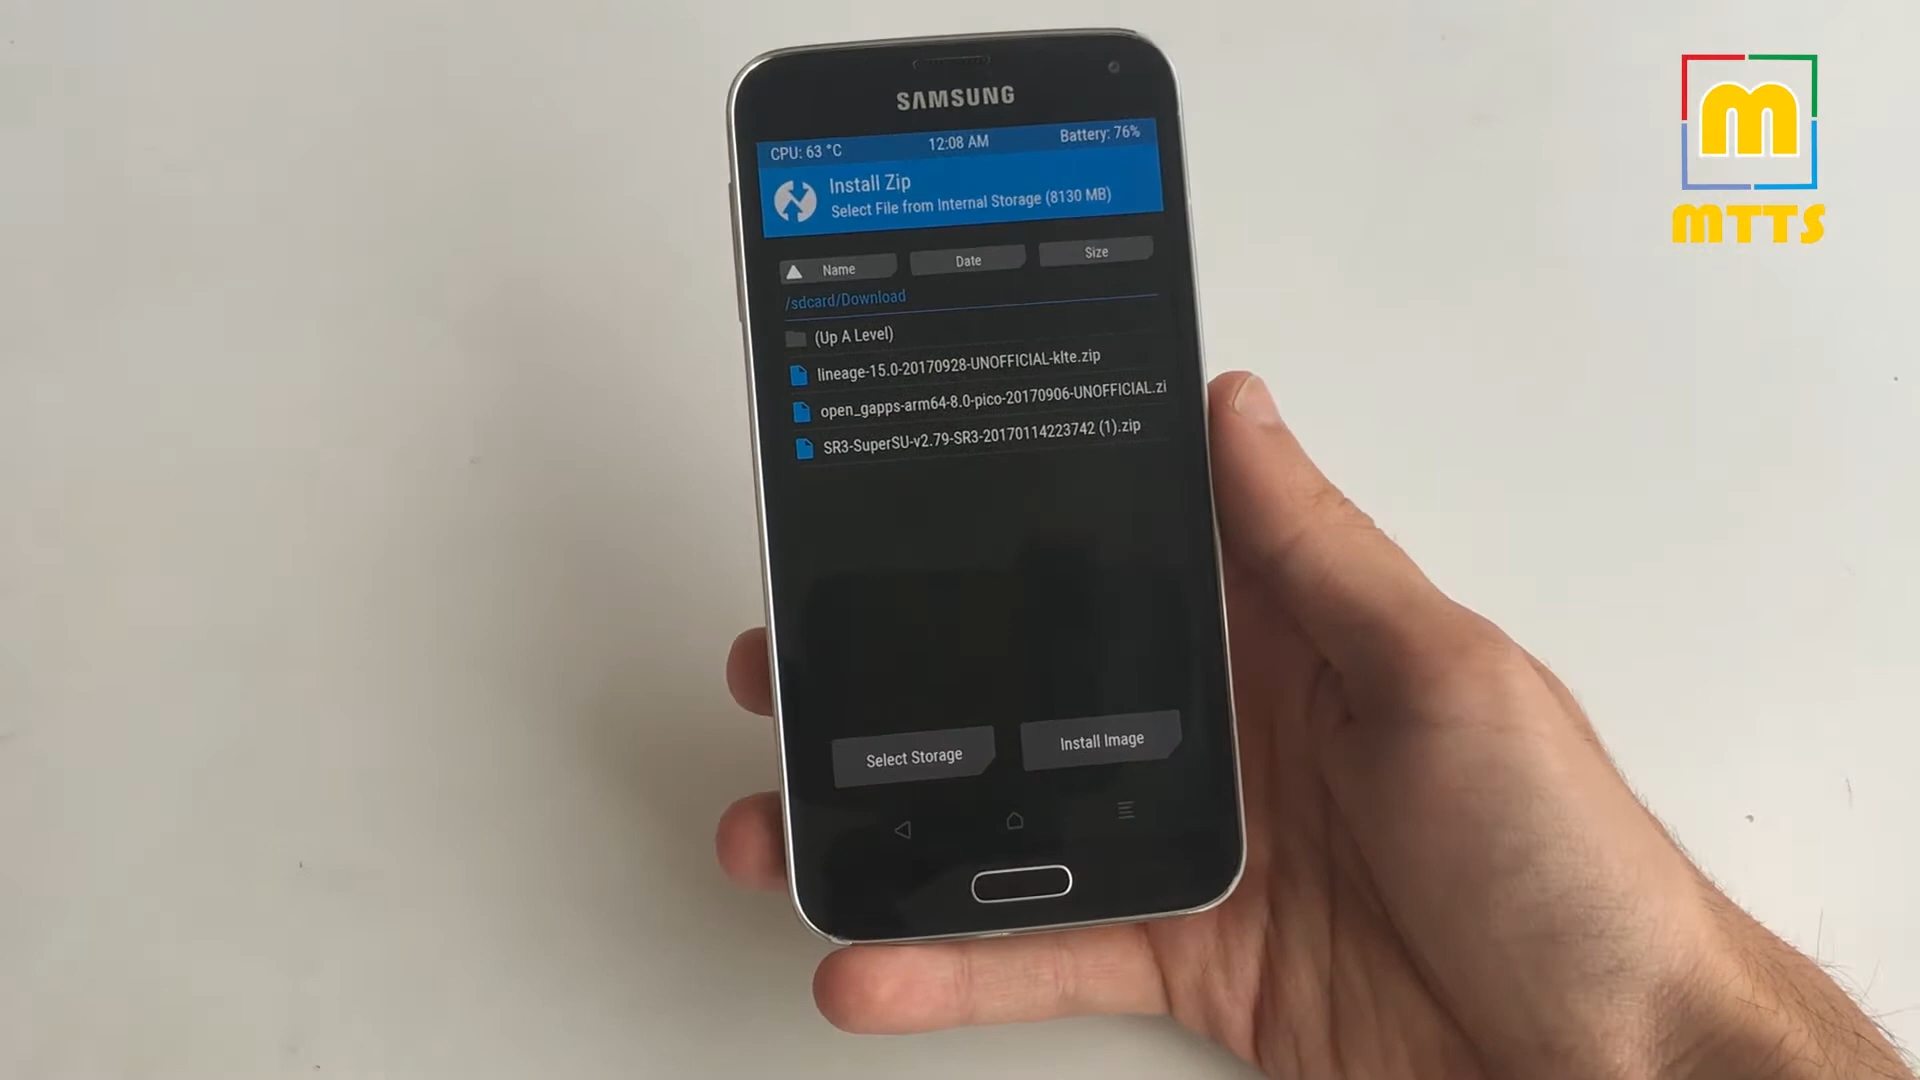 SAMSUNG
CPU: 63 °C 12:08 AM Battery: 76%
Install Zip
Select File from Internal Storage (8130 MB)
Name Date Size
/sdcard/Download
(Up A Level)
lineage-15.0-20170928-UNOFFICIAL-klte.zip
open_gapps-arm64-8.0-pico-20170906-UNOFFICIAL.zi
SR3-SuperSU-v2.79-SR3-20170114223742 (1).zip
Select Storage Install Image
m
MTTS